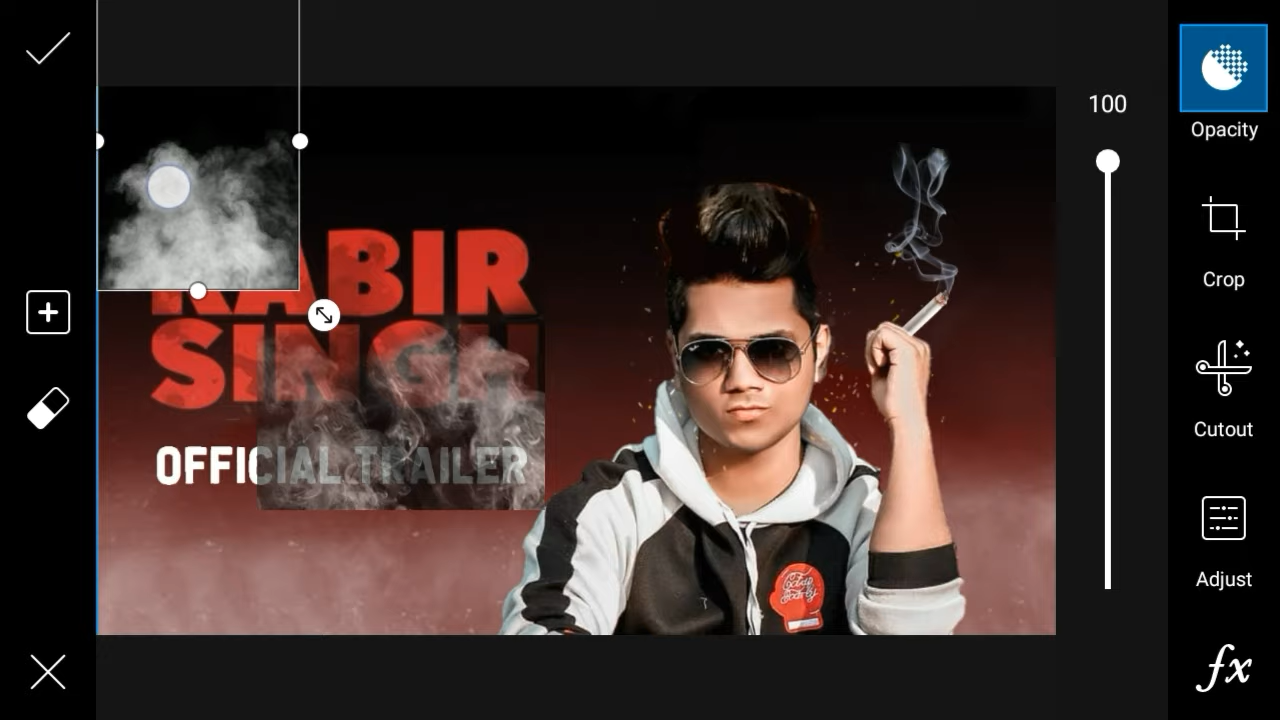 100
Opacity
KABIR
SINGH
OFFICIAL TRAILER
Crop
Cutout
Adjust
fx